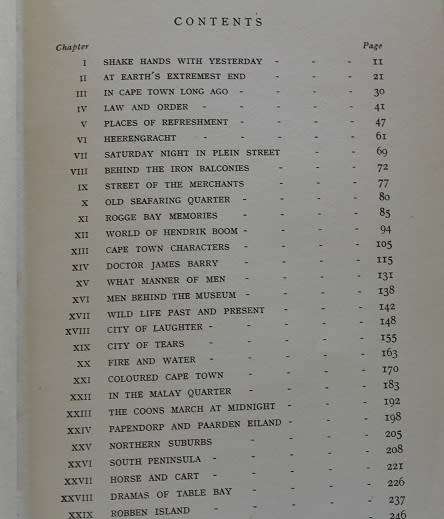 CONTENTS
Chapter Page
I SHAKE HANDS WITH YESTERDAY - - - 11
II AT EARTH'S EXTREMEST END - - - 21
III IN CAPE TOWN LONG AGO - - - - 30
IV LAW AND ORDER - - - - - 41
V PLACES OF REFRESHMENT - - - - 47
VI HEERENGRACHT - - - - - 61
VII SATURDAY NIGHT IN PLEIN STREET - - 69
VIII BEHIND THE IRON BALCONIES - - - 72
IX STREET OF THE MERCHANTS - - - 77
X OLD SEAFARING QUARTER - - - - 80
XI ROGGE BAY MEMORIES - - - - 85
XII WORLD OF HENDRIK BOOM - - - - 94
XIII CAPE TOWN CHARACTERS - - - - 105
XIV DOCTOR JAMES BARRY - - - - 115
XV WHAT MANNER OF MEN - - - - 131
XVI MEN BEHIND THE MUSEUM - - - - 138
XVII WILD LIFE PAST AND PRESENT - - - 142
XVIII CITY OF LAUGHTER - - - - - 148
XIX CITY OF TEARS - - - - - 155
XX FIRE AND WATER - - - - - 163
XXI COLOURED CAPE TOWN - - - - 170
XXII IN THE MALAY QUARTER - - - - 183
XXIII THE COONS MARCH AT MIDNIGHT - - - 192
XXIV PAPENDORP AND PAARDEN EILAND - - - 198
XXV NORTHERN SUBURBS - - - - 205
XXVI SOUTH PENINSULA - - - - - 208
XXVII HORSE AND CART - - - - - 221
XXVIII DRAMAS OF TABLE BAY - - - - 226
XXIX ROBBEN ISLAND - - - - - 237
246